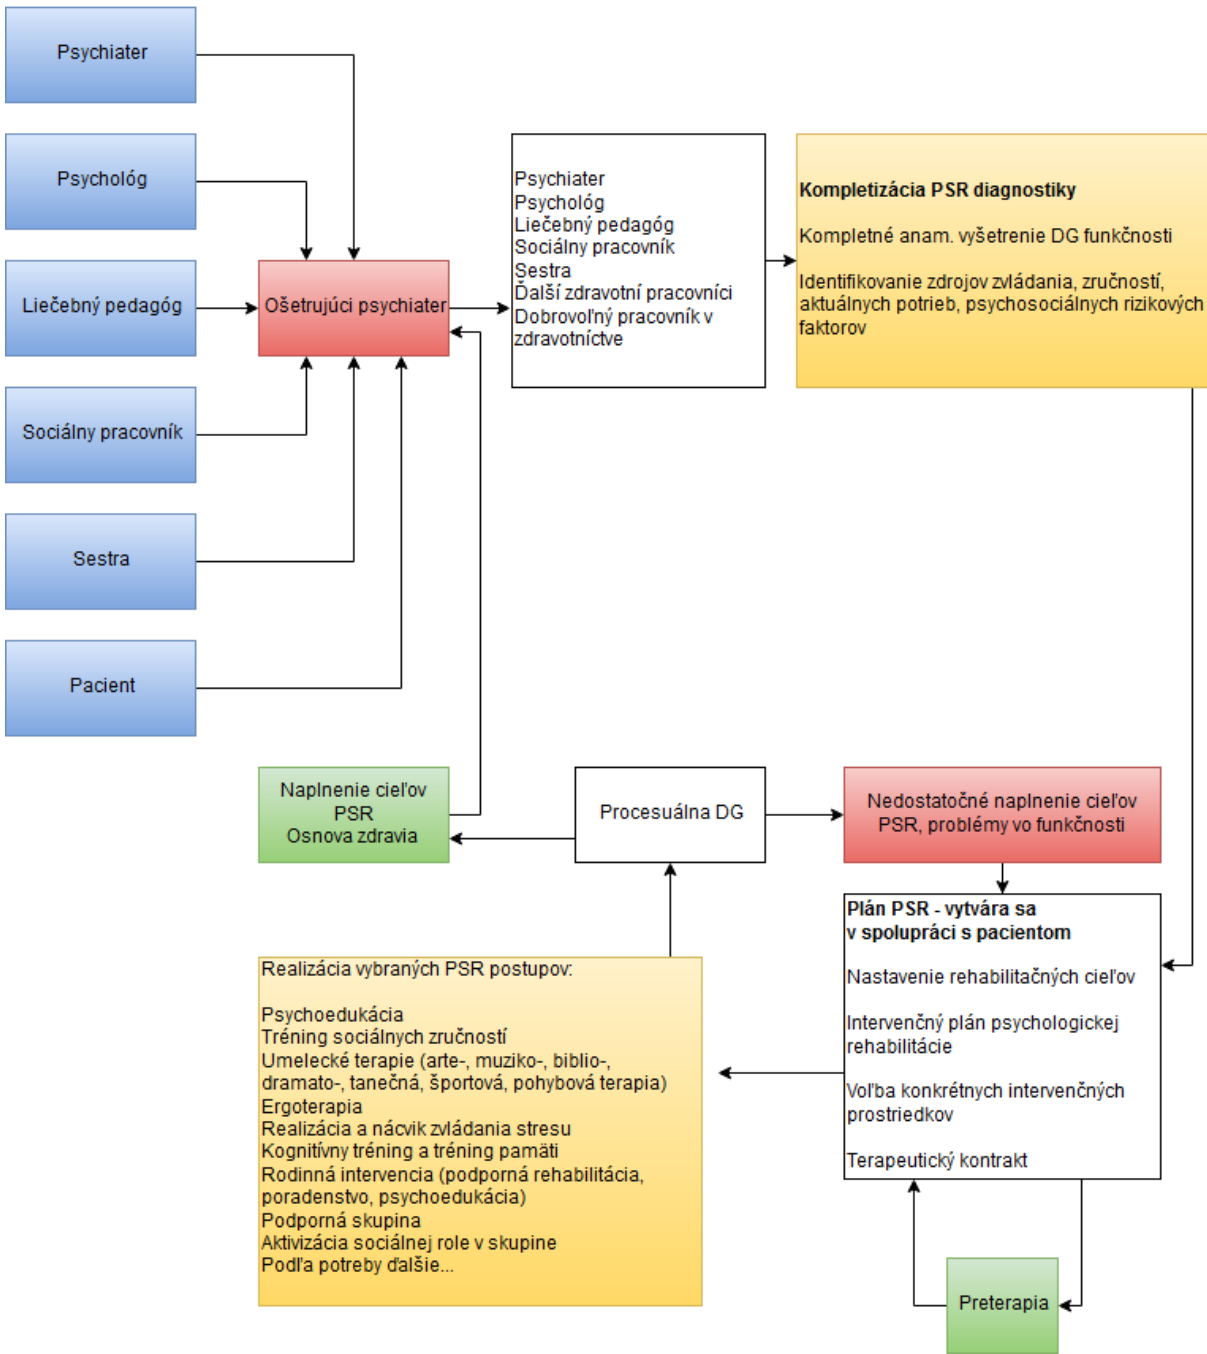 Psychiater
Psychológ
Liečebný pedagóg
Sociálny pracovník
Sestra
Pacient
Ošetrujúci psychiater
Psychiater
Psychológ
Liečebný pedagóg
Sociálny pracovník
Sestra
Ďalší zdravotní pracovníci
Dobrovoľný pracovník v
zdravotníctve
Kompletizácia PSR diagnostiky
Kompletné anam. vyšetrenie DG funkčnosti
Identifikovanie zdrojov zvládania, zručností,
aktuálnych potrieb, psychosociálnych rizikových
faktorov
Naplnenie cieľov
PSR
Osnova zdravia
Procesuálna DG
Nedostatočné naplnenie cieľov
PSR, problémy vo funkčnosti
Plán PSR - vytvára sa
v spolupráci s pacientom
Nastavenie rehabilitačných cieľov
Intervenčný plán psychologickej
rehabilitácie
Voľba konkrétnych intervenčných
prostriedkov
Terapeutický kontrakt
Realizácia vybraných PSR postupov:
Psychoedukácia
Tréning sociálnych zručností
Umelecké terapie (arte-, muziko-, biblio-,
dramato-, tanečná, športová, pohybová terapia)
Ergoterapia
Realizácia a nácvik zvládania stresu
Kognitívny tréning a tréning pamäti
Rodinná intervencia (podporná rehabilitácia,
poradenstvo, psychoedukácia)
Podporná skupina
Aktivizácia sociálnej role v skupine
Podľa potreby ďalšie...
Preterapia